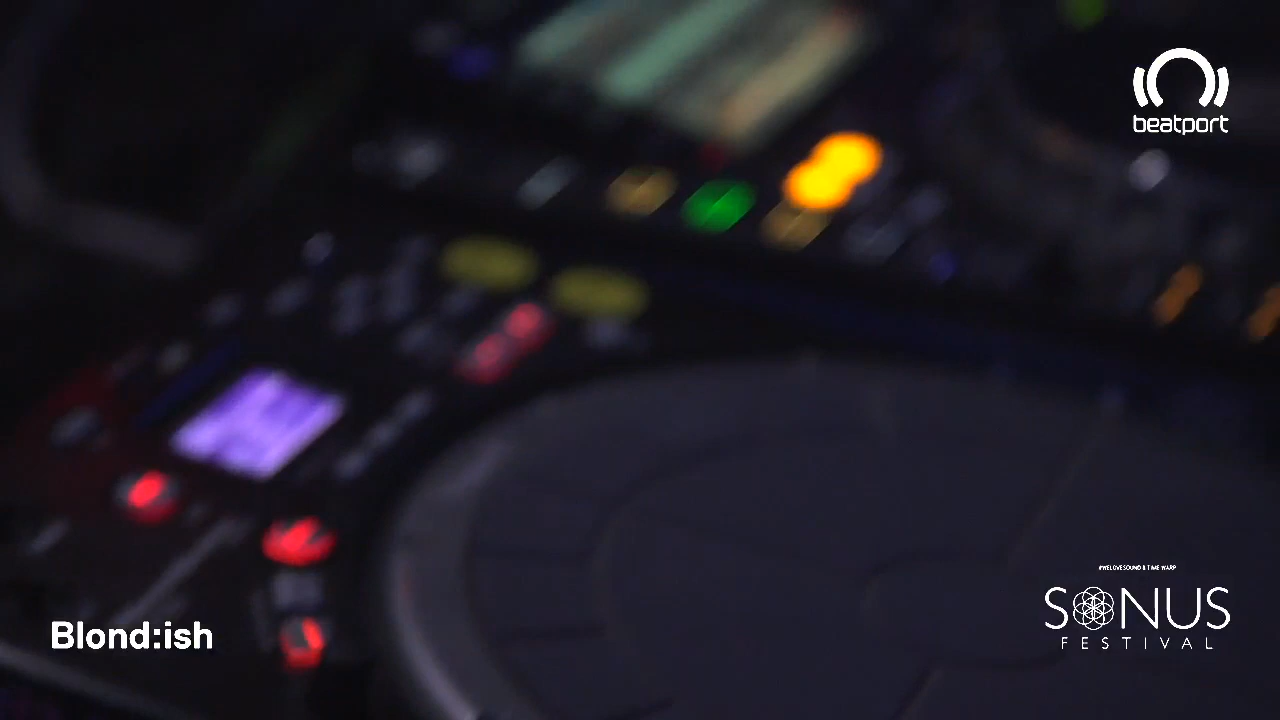 beatport
#WELOVESOUND & TIME WARP
SONUS
FESTIVAL
Blond:ish